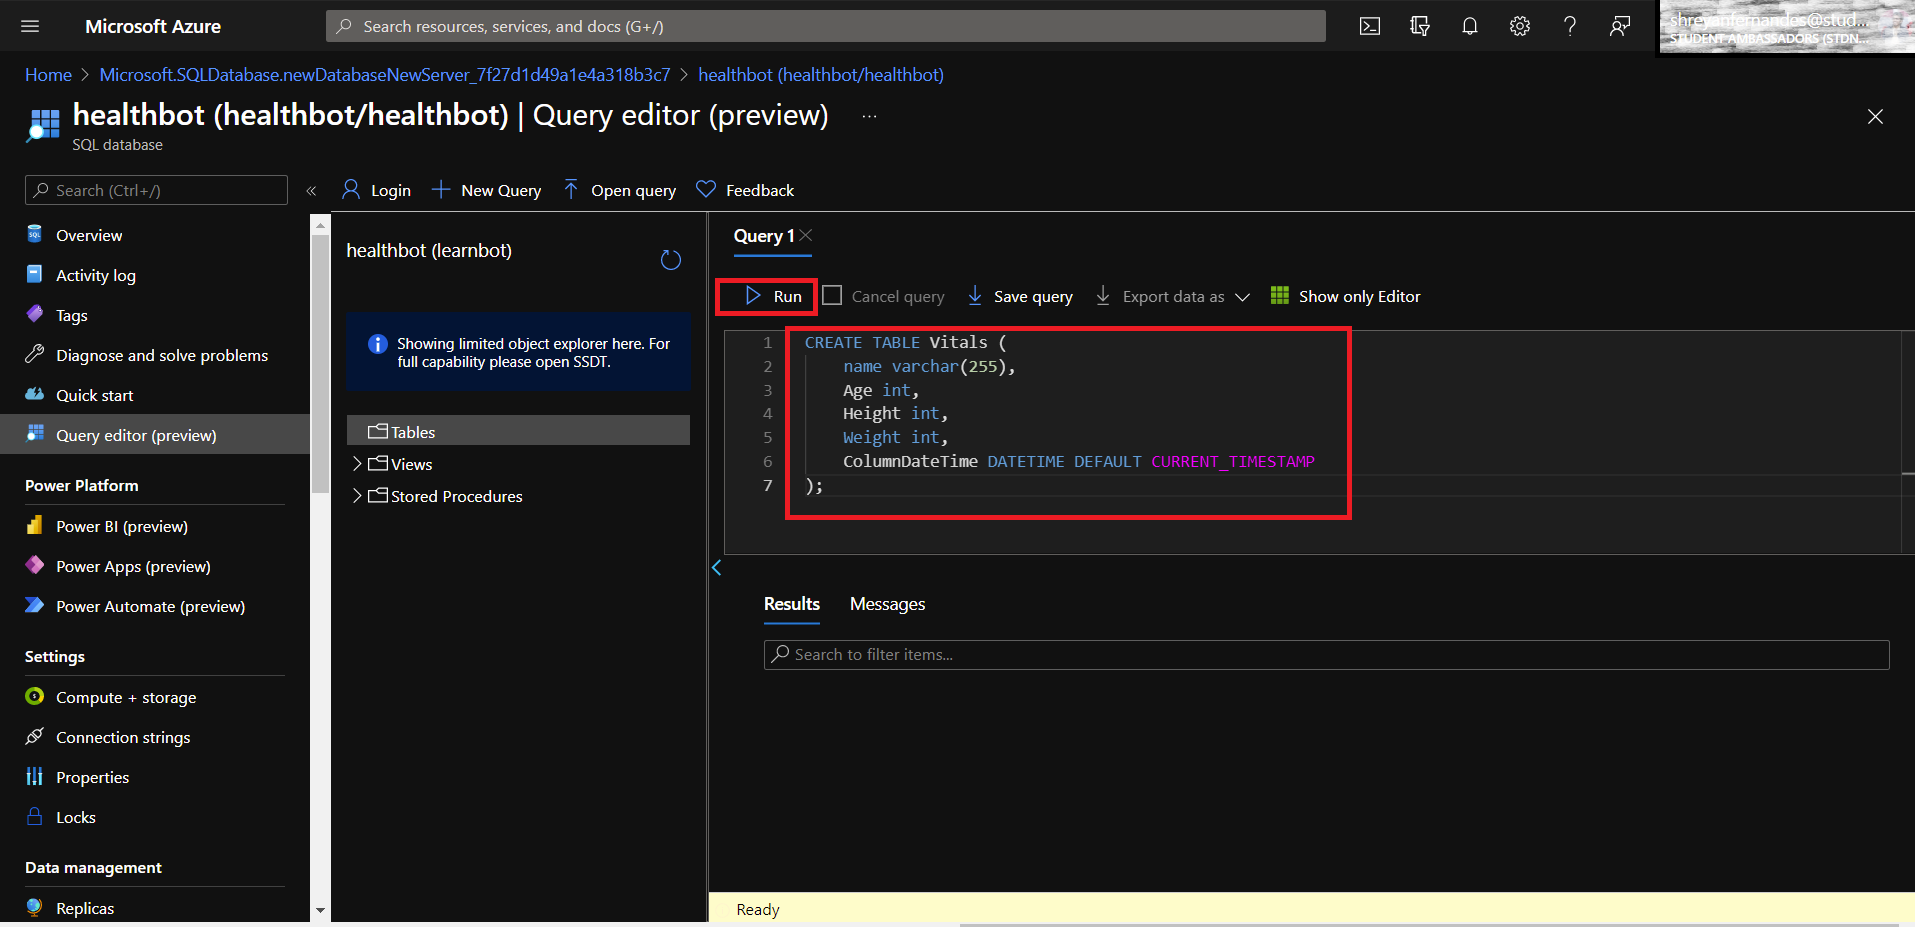 Microsoft Azure
Search resources, services, and docs (G+/)
shreyanfernandes@stud...
STUDENT AMBASSADORS (STDN...
Home > Microsoft.SQLDatabase.newDatabaseNewServer_7f27d1d49a1e4a318b3c7 > healthbot (healthbot/healthbot)
healthbot (healthbot/healthbot) | Query editor (preview) ...
SQL database
Search (Ctrl+/)
«
Overview
Activity log
Tags
Diagnose and solve problems
Quick start
Query editor (preview)
Power Platform
Power BI (preview)
Power Apps (preview)
Power Automate (preview)
Settings
Compute + storage
Connection strings
Properties
Locks
Data management
Replicas
Login
New Query
Open query
Feedback
healthbot (learnbot)
Showing limited object explorer here. For
full capability please open SSDT.
Tables
Views
Stored Procedures
Query 1
Run
Cancel query
Save query
Export data as
Show only Editor
1 CREATE TABLE Vitals (
2 name varchar(255),
3 Age int,
4 Height int,
5 Weight int,
6 ColumnDateTime DATETIME DEFAULT CURRENT_TIMESTAMP
7 );
Results
Messages
Search to filter items...
Ready